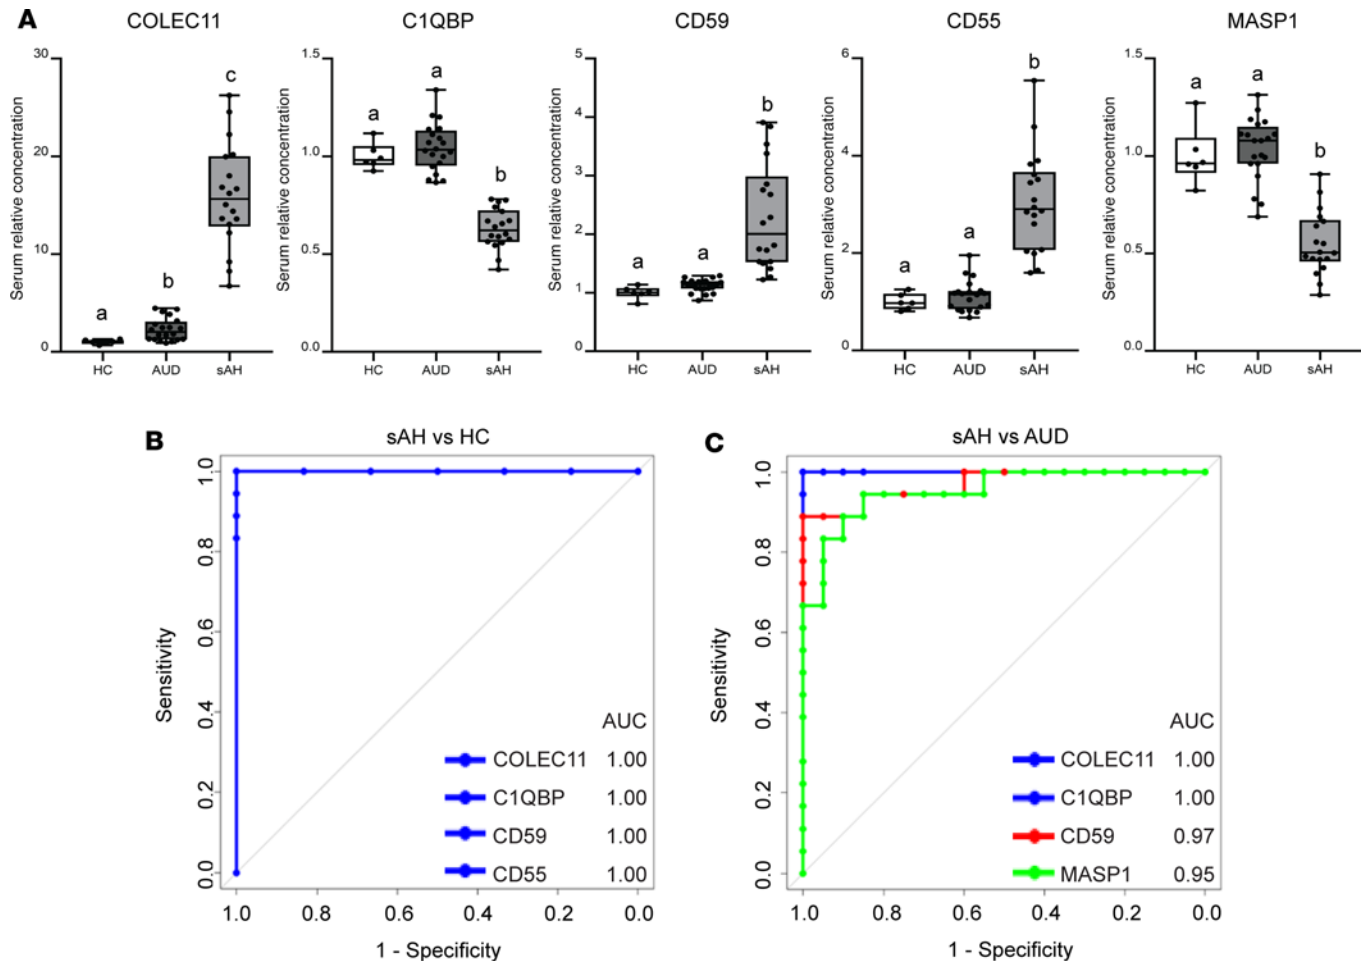 A
COLEC11
C1QBP
CD59
CD55
MASP1
Serum relative concentration
30
20
10
0
a
b
c
HC
AUD
sAH
Serum relative concentration
1.5
1.0
0.5
0.0
a
a
b
HC
AUD
sAH
Serum relative concentration
5
4
3
2
1
0
a
a
b
HC
AUD
sAH
Serum relative concentration
6
4
2
0
a
a
b
HC
AUD
sAH
Serum relative concentration
1.5
1.0
0.5
0.0
a
a
b
HC
AUD
sAH
B
sAH vs HC
Sensitivity
1.0
0.8
0.6
0.4
0.2
0.0
AUC
COLEC11 1.00
C1QBP 1.00
CD59 1.00
CD55 1.00
1.0 0.8 0.6 0.4 0.2 0.0
1 - Specificity
C
sAH vs AUD
Sensitivity
1.0
0.8
0.6
0.4
0.2
0.0
AUC
COLEC11 1.00
C1QBP 1.00
CD59 0.97
MASP1 0.95
1.0 0.8 0.6 0.4 0.2 0.0
1 - Specificity